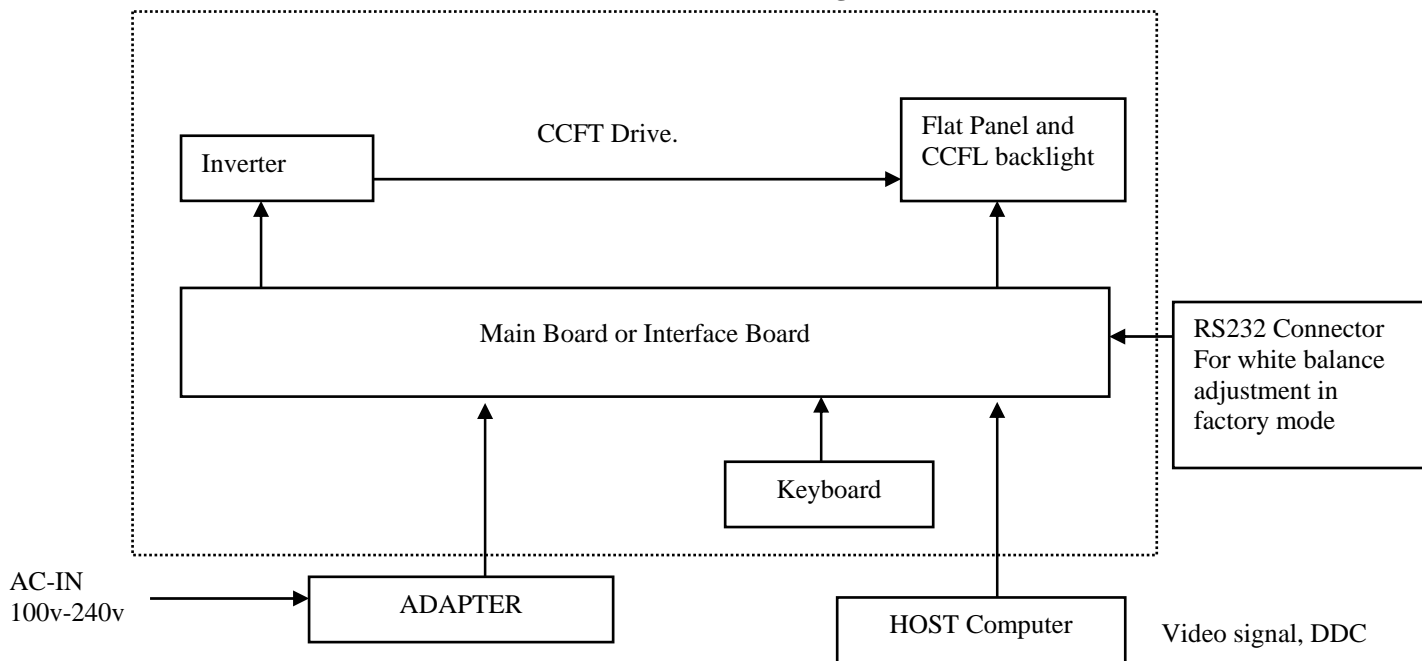 CCFT Drive.
Flat Panel and
CCFL backlight
Inverter
Main Board or Interface Board
RS232 Connector
For white balance
adjustment in
factory mode
Keyboard
AC-IN
100v-240v
ADAPTER
HOST Computer
Video signal, DDC